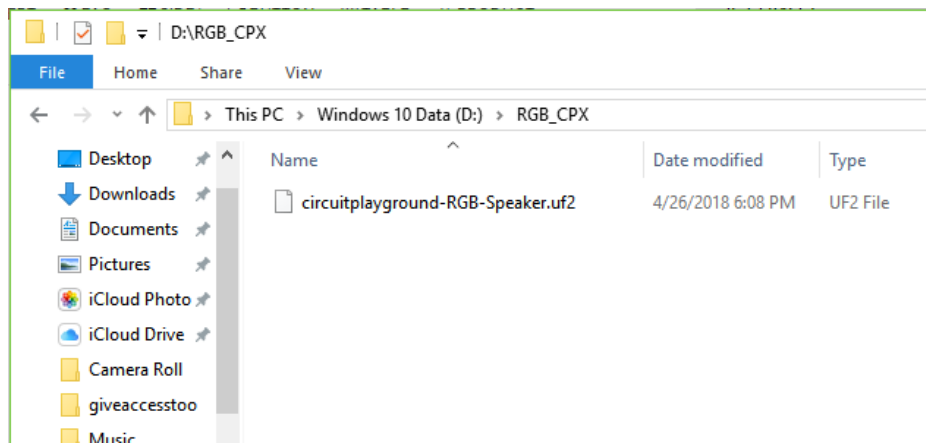 D:\RGB_CPX
File Home Share View
This PC > Windows 10 Data (D:) > RGB_CPX
Name Date modified Type
circuitplayground-RGB-Speaker.uf2 4/26/2018 6:08 PM UF2 File
Desktop
Downloads
Documents
Pictures
iCloud Photo
iCloud Drive
Camera Roll
giveaccesstoo
Music